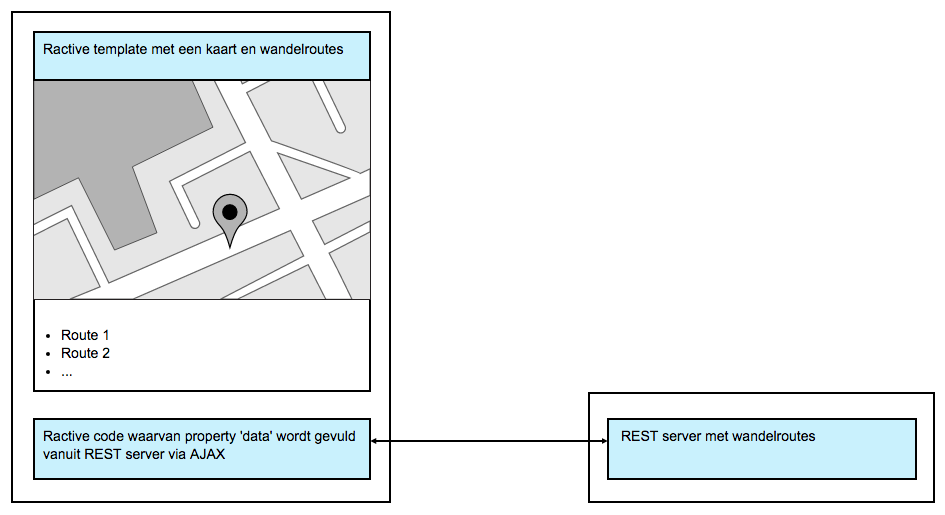 Ractive template met een kaart en wandelroutes
• Route 1
• Route 2
• ...
Ractive code waarvan property 'data' wordt gevuld
vanuit REST server via AJAX
REST server met wandelroutes